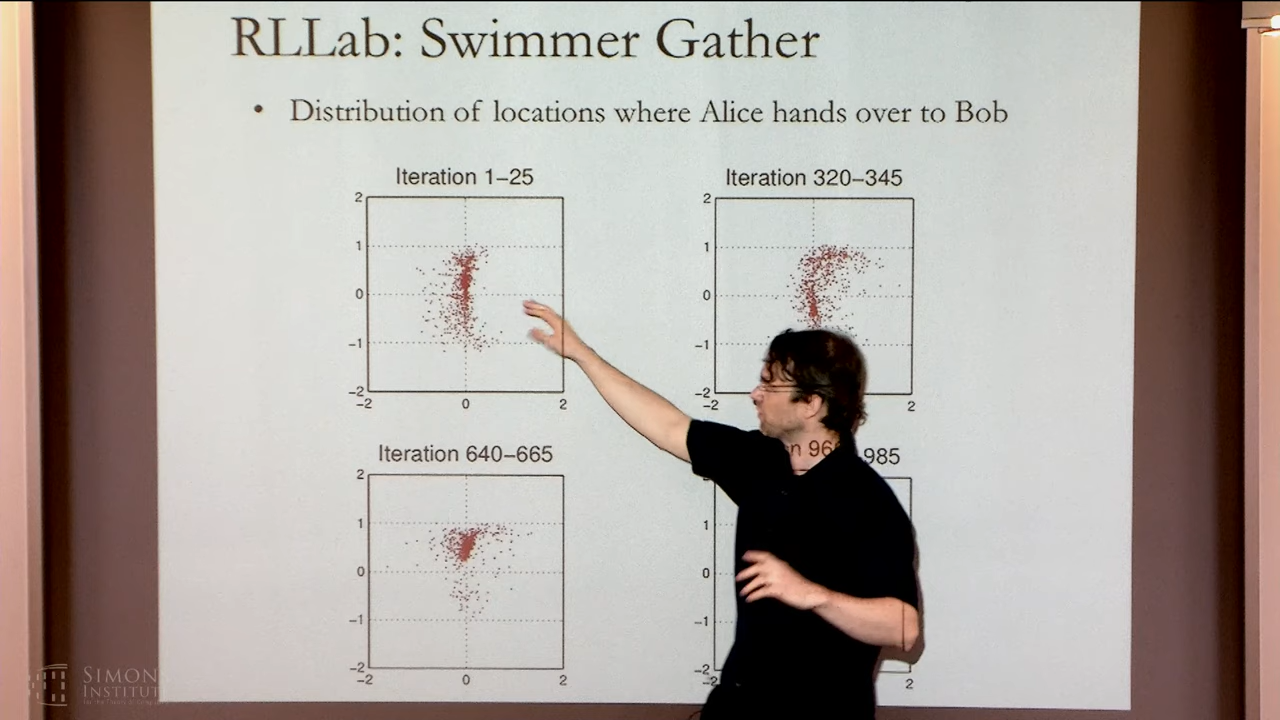 RLLab: Swimmer Gather
• Distribution of locations where Alice hands over to Bob
Iteration 1–25
2
1
0
−1
−2
−2 0 2
Iteration 320–345
2
1
0
−1
−2
−2 2
Iteration 640–665
2
1
0
−1
−2
−2 0 2
985
1
0
−1
−2
−2 2
SIMON
INSTITUT